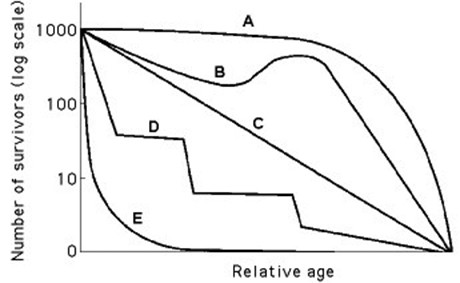 Number of survivors (log scale)
1000
100
10
0
A
B
C
D
E
Relative age